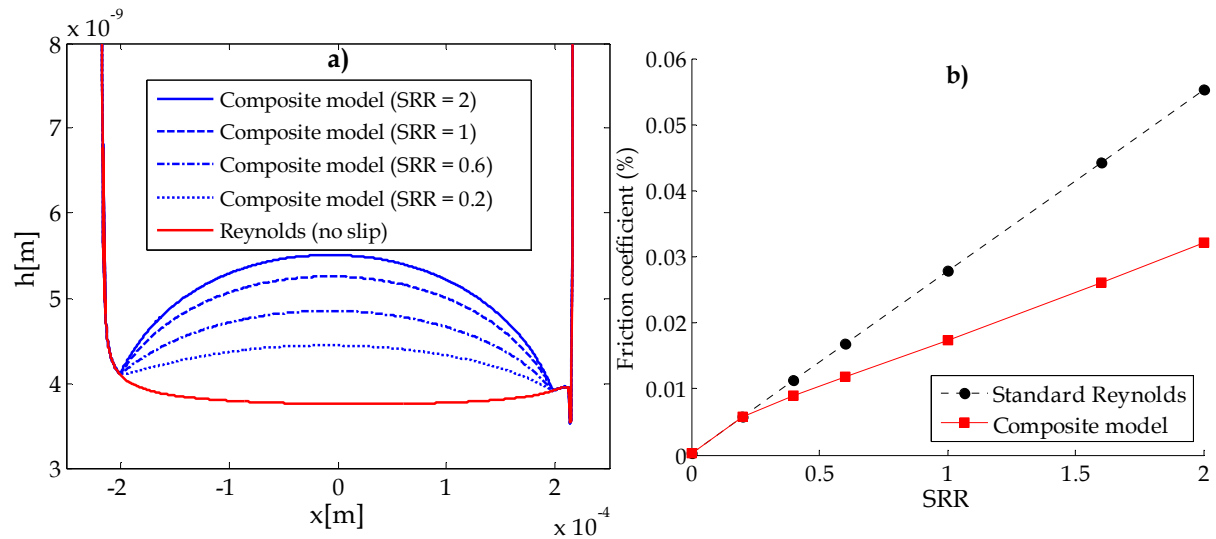 x 10^-9
a)
8
7
6
5
4
3
h[m]
Composite model (SRR = 2)
Composite model (SRR = 1)
Composite model (SRR = 0.6)
Composite model (SRR = 0.2)
Reynolds (no slip)
-2 -1 0 1 2
x[m]
x 10^-4
b)
0.06
0.05
0.04
0.03
0.02
0.01
0
Friction coefficient (%)
Standard Reynolds
Composite model
0 0.5 1 1.5 2
SRR